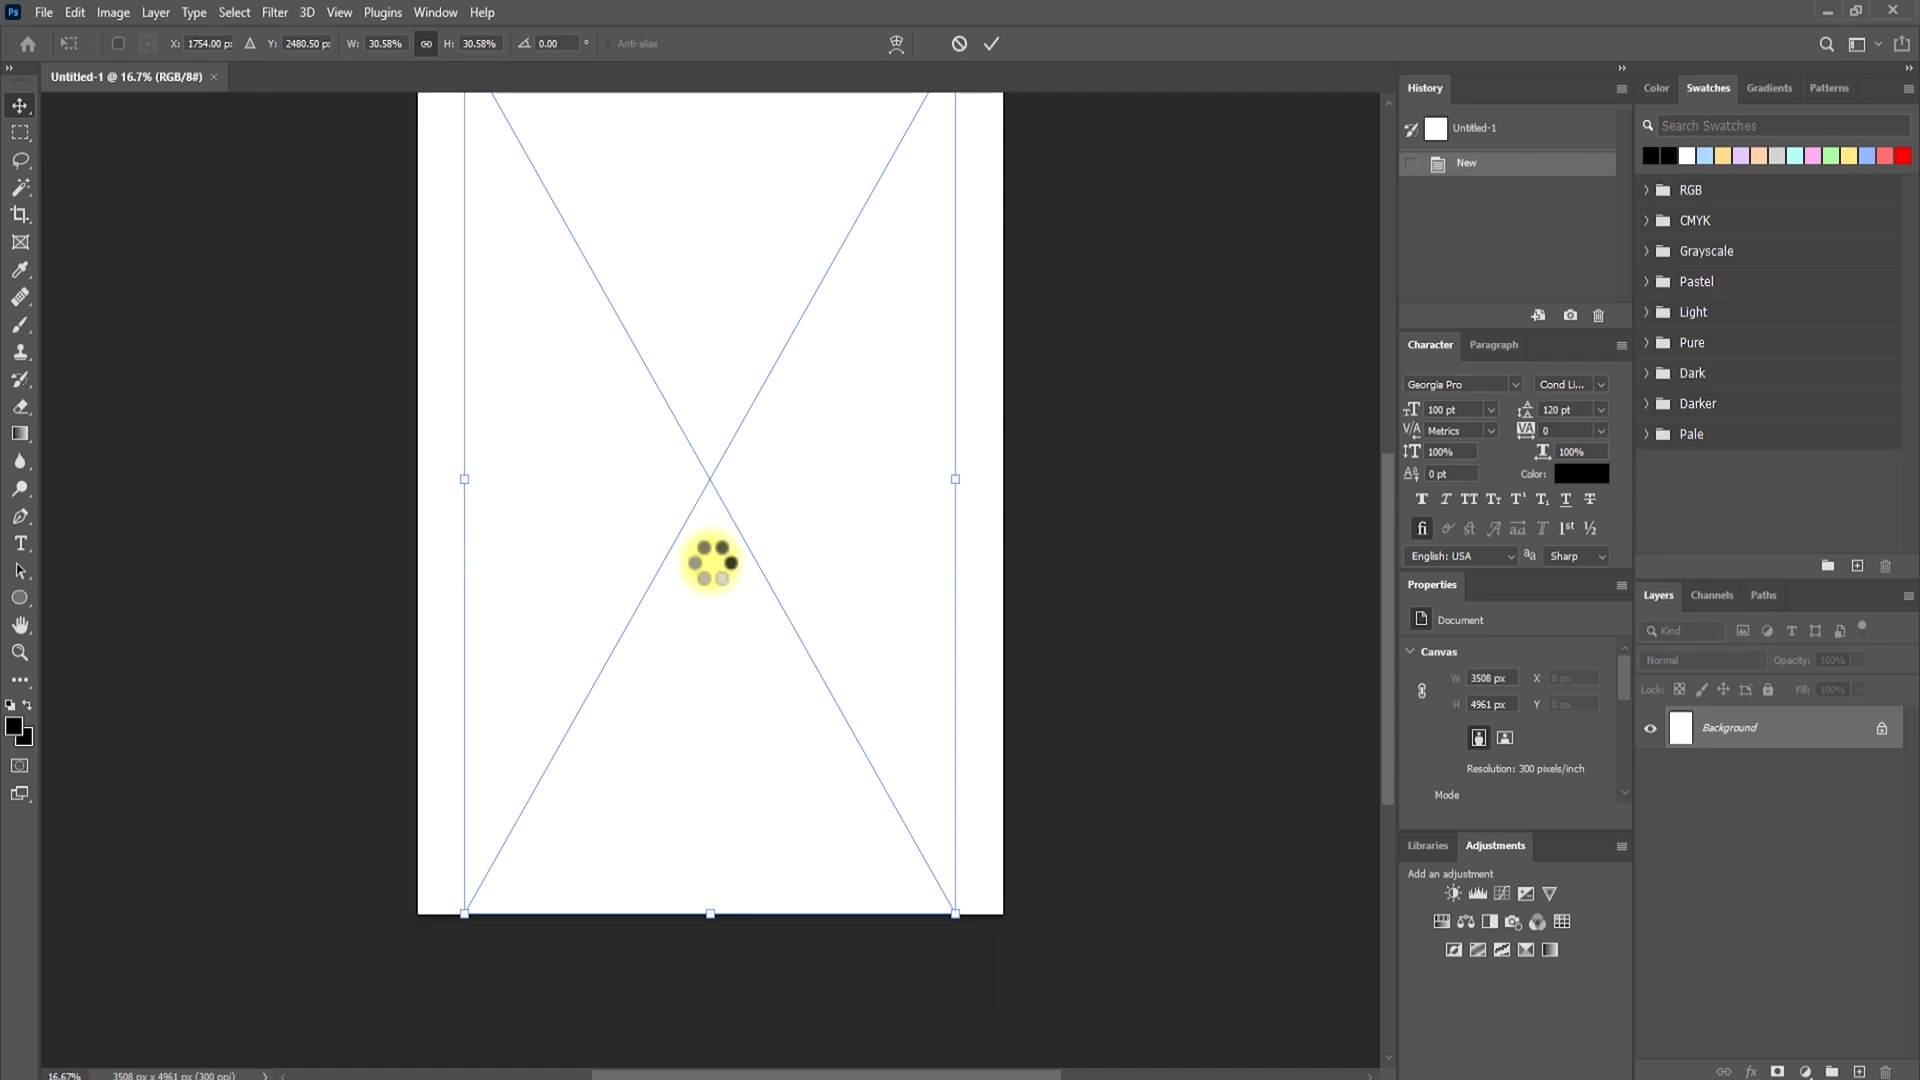 Ps File Edit Image Layer Type Select Filter 3D View Plugins Window Help
X: 1754.00 p: Y: 2480.50 p: W: 30.58% H: 30.58% 0.00 ° Anti-alias
Untitled-1 @ 16.7% (RGB/8#) ×
History
Untitled-1
New
Character Paragraph
Georgia Pro Cond Li...
100 pt 120 pt
Metrics 0
100% 100%
0 pt Color:
English: USA aa Sharp
Properties
Document
Canvas
W 3508 px X 0 px
H 4961 px Y 0 px
Resolution: 300 pixels/inch
Mode
Libraries Adjustments
Add an adjustment
Color Swatches Gradients Patterns
Search Swatches
RGB
CMYK
Grayscale
Pastel
Light
Pure
Dark
Darker
Pale
Layers Channels Paths
Kind
Normal Opacity: 100%
Lock: Fill: 100%
Background
16.67% 3508 px x 4961 px (300 ppi)